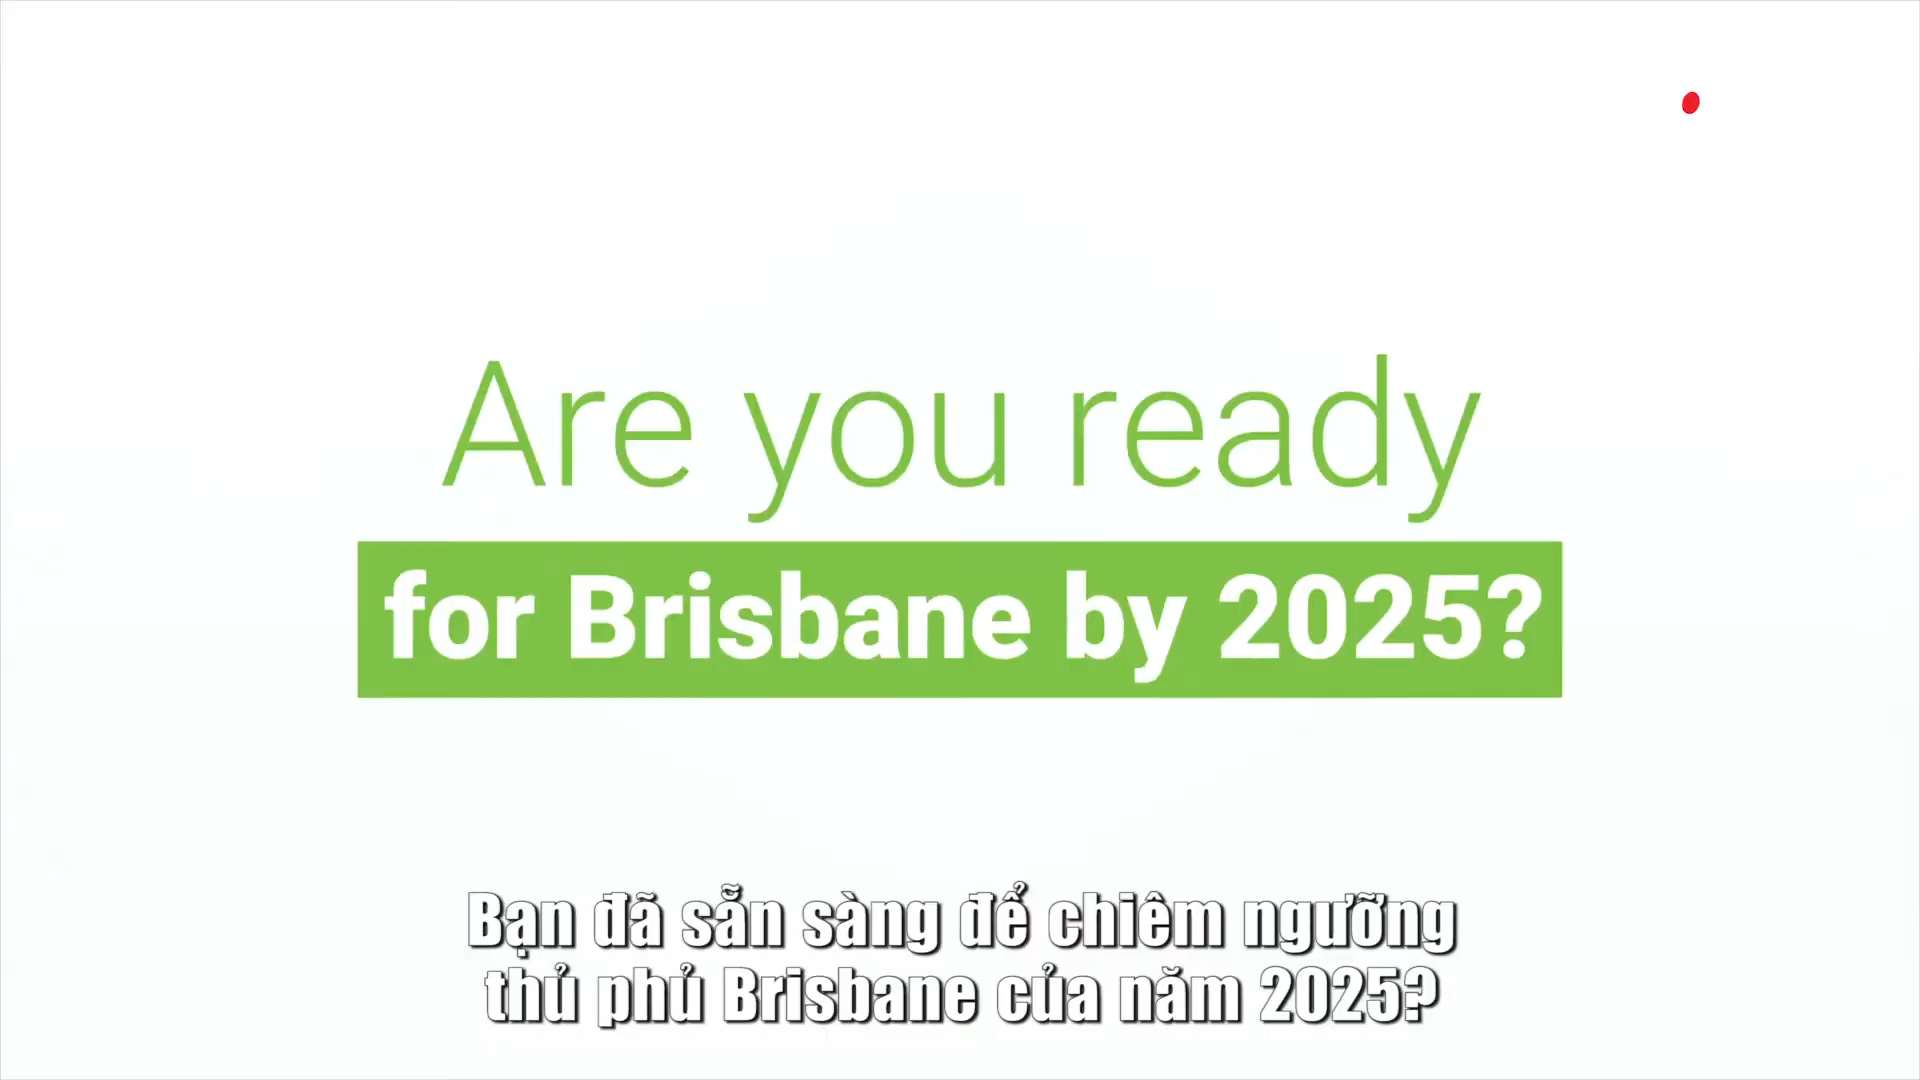 Are you ready
for Brisbane by 2025?
Bạn đã sẵn sàng để chiêm ngưỡng
thủ phủ Brisbane của năm 2025?